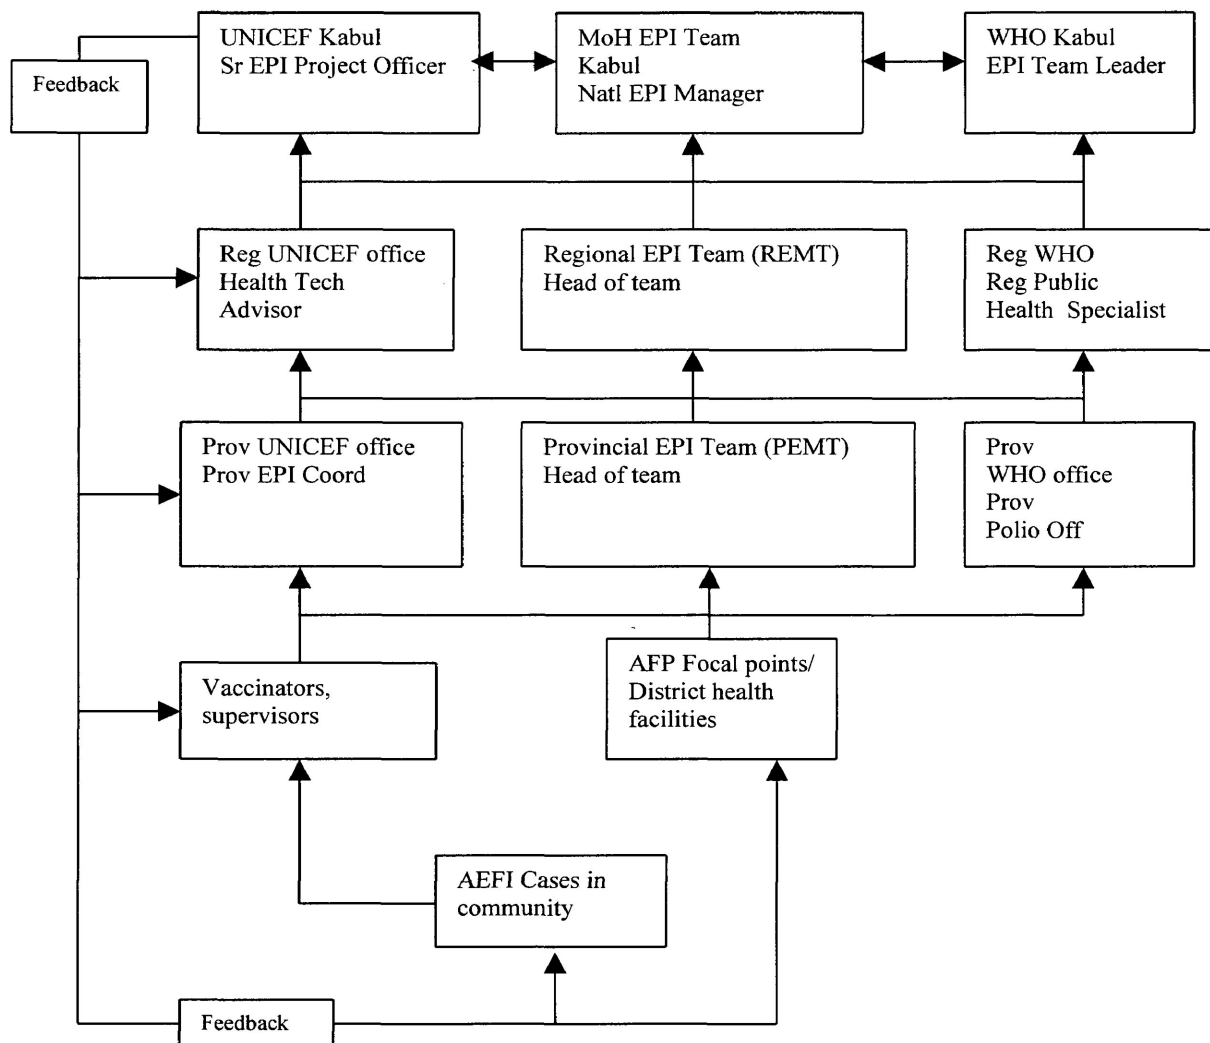 UNICEF Kabul
Sr EPI Project Officer
MoH EPI Team
Kabul
Natl EPI Manager
WHO Kabul
EPI Team Leader
Feedback
Reg UNICEF office
Health Tech
Advisor
Regional EPI Team (REMT)
Head of team
Reg WHO
Reg Public
Health Specialist
Prov UNICEF office
Prov EPI Coord
Provincial EPI Team (PEMT)
Head of team
Prov
WHO office
Prov
Polio Off
Vaccinators,
supervisors
AFP Focal points/
District health
facilities
AEFI Cases in
community
Feedback